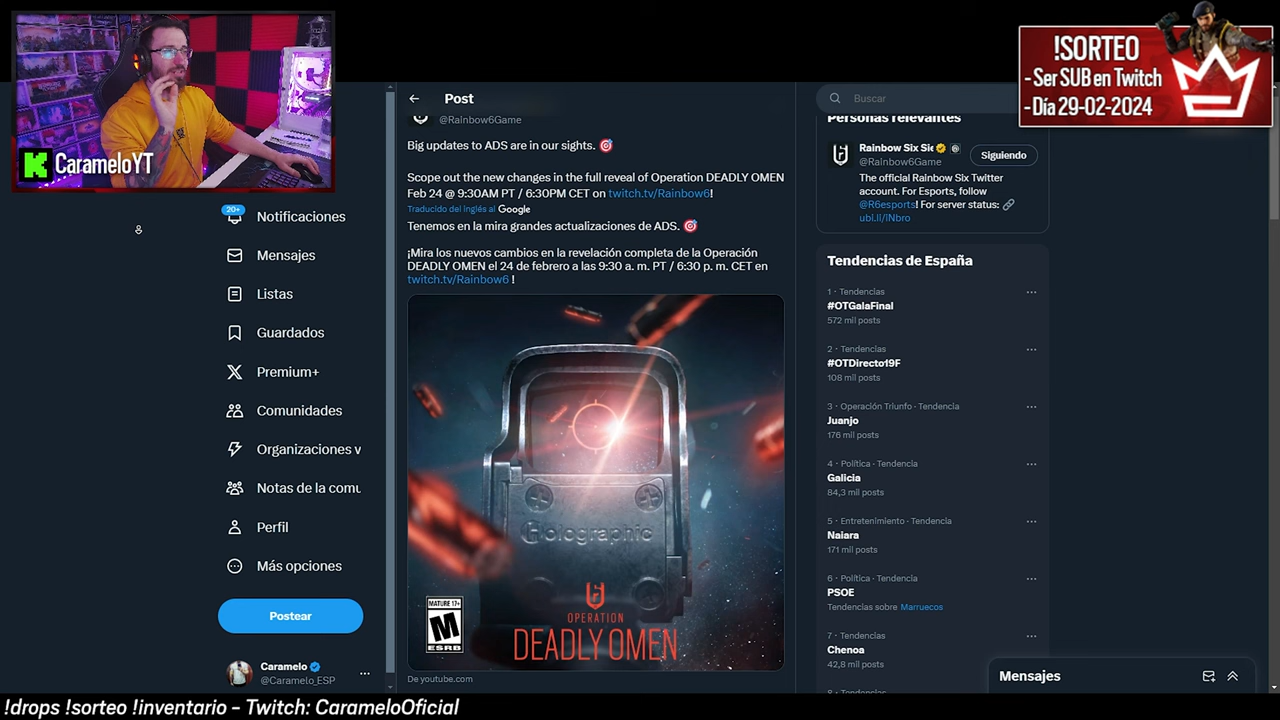 CarameloYT
!SORTEO
- Ser SUB en Twitch
- Día 29-02-2024
20+
Notificaciones
Mensajes
Listas
Guardados
Premium+
Comunidades
Organizaciones v
Notas de la comu
Perfil
Más opciones
Postear
Caramelo
@Caramelo_ESP
Post
@Rainbow6Game
Big updates to ADS are in our sights.
Scope out the new changes in the full reveal of Operation DEADLY OMEN
Feb 24 @ 9:30AM PT / 6:30PM CET on twitch.tv/Rainbow6!
Traducido del inglés al Google
Tenemos en la mira grandes actualizaciones de ADS.
¡Mira los nuevos cambios en la revelación completa de la Operación
DEADLY OMEN el 24 de febrero a las 9:30 a. m. PT / 6:30 p. m. CET en
twitch.tv/Rainbow6 !
Holographic
MATURE 17+
M
ESRB
OPERATION
DEADLY OMEN
De youtube.com
Buscar
Personas relevantes
Rainbow Six Sie
@Rainbow6Game
Siguiendo
The official Rainbow Six Twitter
account. For Esports, follow
@R6esports! For server status:
ubi.li/iNbro
Tendencias de España
1 · Tendencias
#OTGalaFinal
572 mil posts
2 · Tendencias
#OTDirecto19F
108 mil posts
3 · Operación Triunfo · Tendencia
Juanjo
176 mil posts
4 · Política · Tendencia
Galicia
84,3 mil posts
5 · Entretenimiento · Tendencia
Naiara
171 mil posts
6 · Política · Tendencia
PSOE
Tendencias sobre Marruecos
7 · Tendencias
Chenoa
42,8 mil posts
Mensajes
!drops !sorteo !inventario - Twitch: CarameloOficial